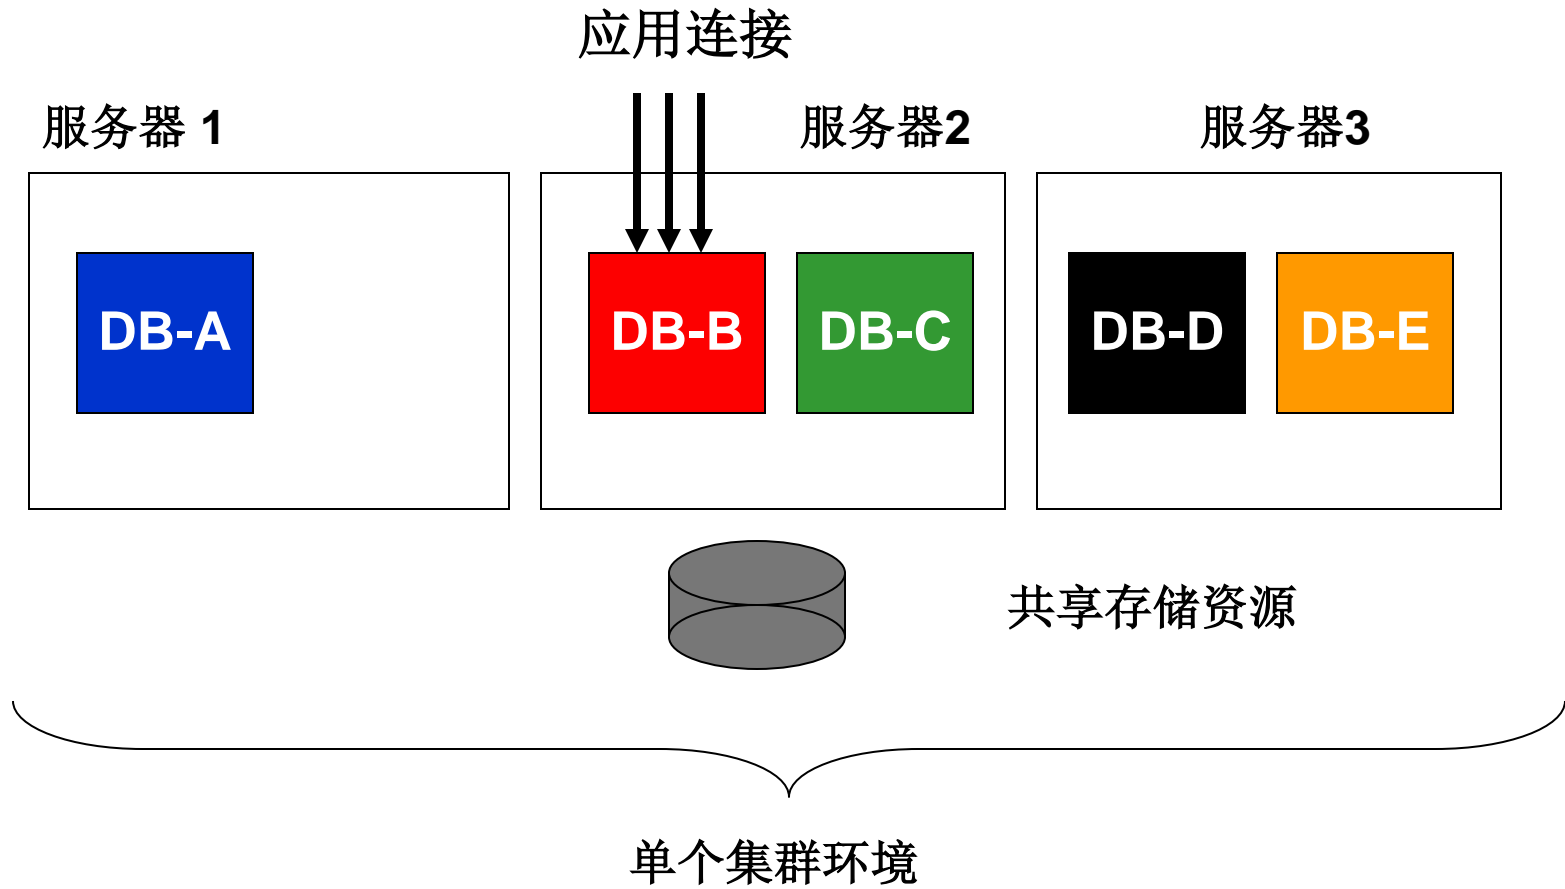 应用连接
服务器 1
服务器2
服务器3
DB-A
DB-B
DB-C
DB-D
DB-E
共享存储资源
单个集群环境